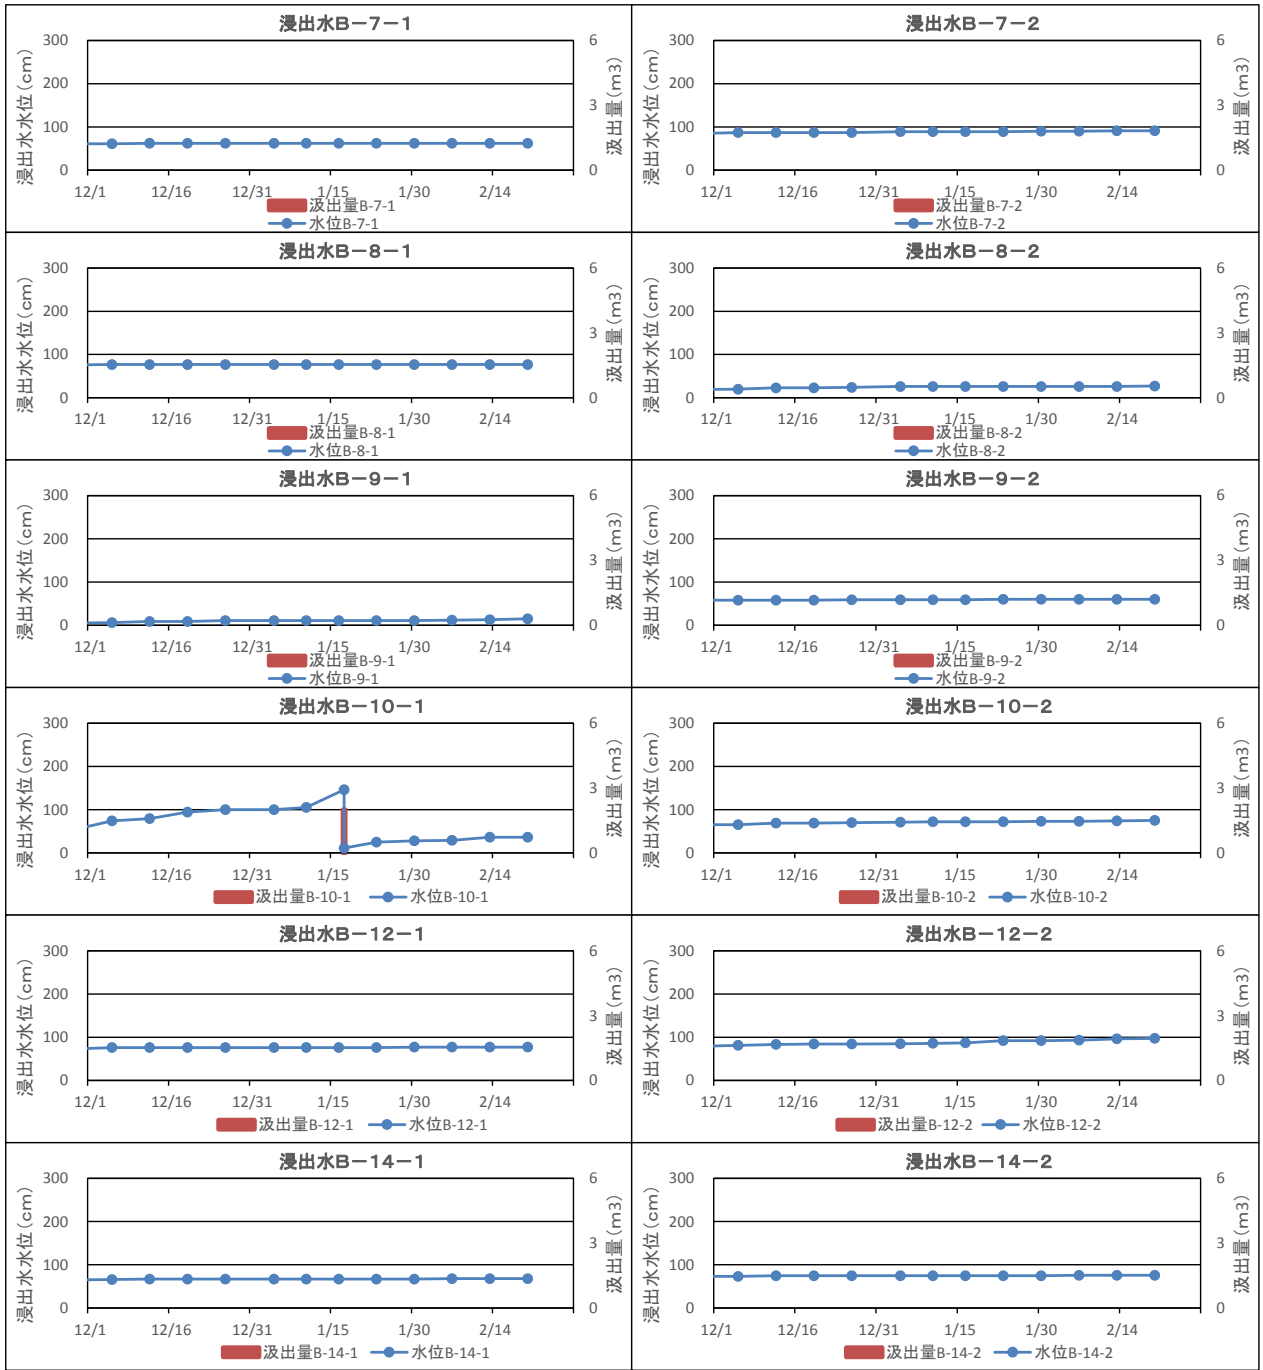 浸出水B－7－1
浸出水水位(cm)
300
200
100
0
6
3
0
汲出量(m3)
12/1 12/16 12/31 1/15 1/30 2/14
汲出量B-7-1
水位B-7-1
浸出水B－7－2
浸出水水位(cm)
300
200
100
0
6
3
0
汲出量(m3)
12/1 12/16 12/31 1/15 1/30 2/14
汲出量B-7-2
水位B-7-2
浸出水B－8－1
浸出水水位(cm)
300
200
100
0
6
3
0
汲出量(m3)
12/1 12/16 12/31 1/15 1/30 2/14
汲出量B-8-1
水位B-8-1
浸出水B－8－2
浸出水水位(cm)
300
200
100
0
6
3
0
汲出量(m3)
12/1 12/16 12/31 1/15 1/30 2/14
汲出量B-8-2
水位B-8-2
浸出水B－9－1
浸出水水位(cm)
300
200
100
0
6
3
0
汲出量(m3)
12/1 12/16 12/31 1/15 1/30 2/14
汲出量B-9-1
水位B-9-1
浸出水B－9－2
浸出水水位(cm)
300
200
100
0
6
3
0
汲出量(m3)
12/1 12/16 12/31 1/15 1/30 2/14
汲出量B-9-2
水位B-9-2
浸出水B－10－1
浸出水水位(cm)
300
200
100
0
6
3
0
汲出量(m3)
12/1 12/16 12/31 1/15 1/30 2/14
汲出量B-10-1 水位B-10-1
浸出水B－10－2
浸出水水位(cm)
300
200
100
0
6
3
0
汲出量(m3)
12/1 12/16 12/31 1/15 1/30 2/14
汲出量B-10-2 水位B-10-2
浸出水B－12－1
浸出水水位(cm)
300
200
100
0
6
3
0
汲出量(m3)
12/1 12/16 12/31 1/15 1/30 2/14
汲出量B-12-1 水位B-12-1
浸出水B－12－2
浸出水水位(cm)
300
200
100
0
6
3
0
汲出量(m3)
12/1 12/16 12/31 1/15 1/30 2/14
汲出量B-12-2 水位B-12-2
浸出水B－14－1
浸出水水位(cm)
300
200
100
0
6
3
0
汲出量(m3)
12/1 12/16 12/31 1/15 1/30 2/14
汲出量B-14-1 水位B-14-1
浸出水B－14－2
浸出水水位(cm)
300
200
100
0
6
3
0
汲出量(m3)
12/1 12/16 12/31 1/15 1/30 2/14
汲出量B-14-2 水位B-14-2